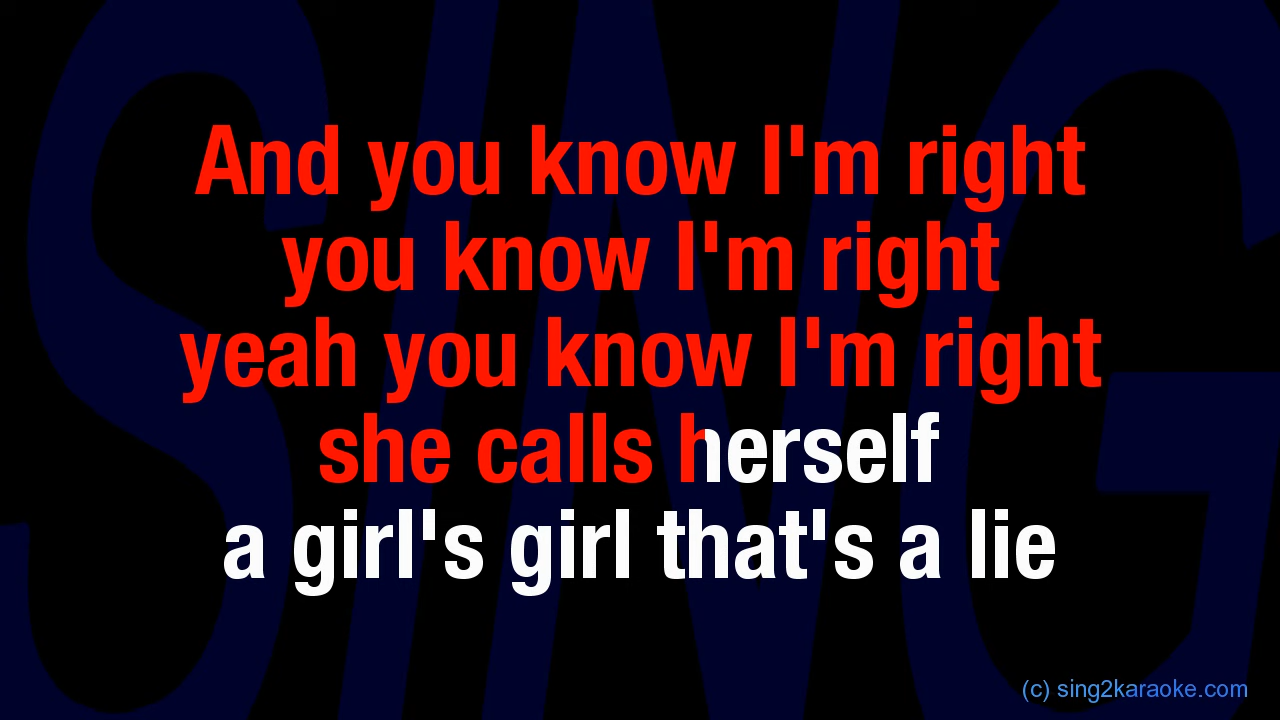 SING
And you know I'm right
you know I'm right
yeah you know I'm right
she calls herself
a girl's girl that's a lie
(c) sing2karaoke.com